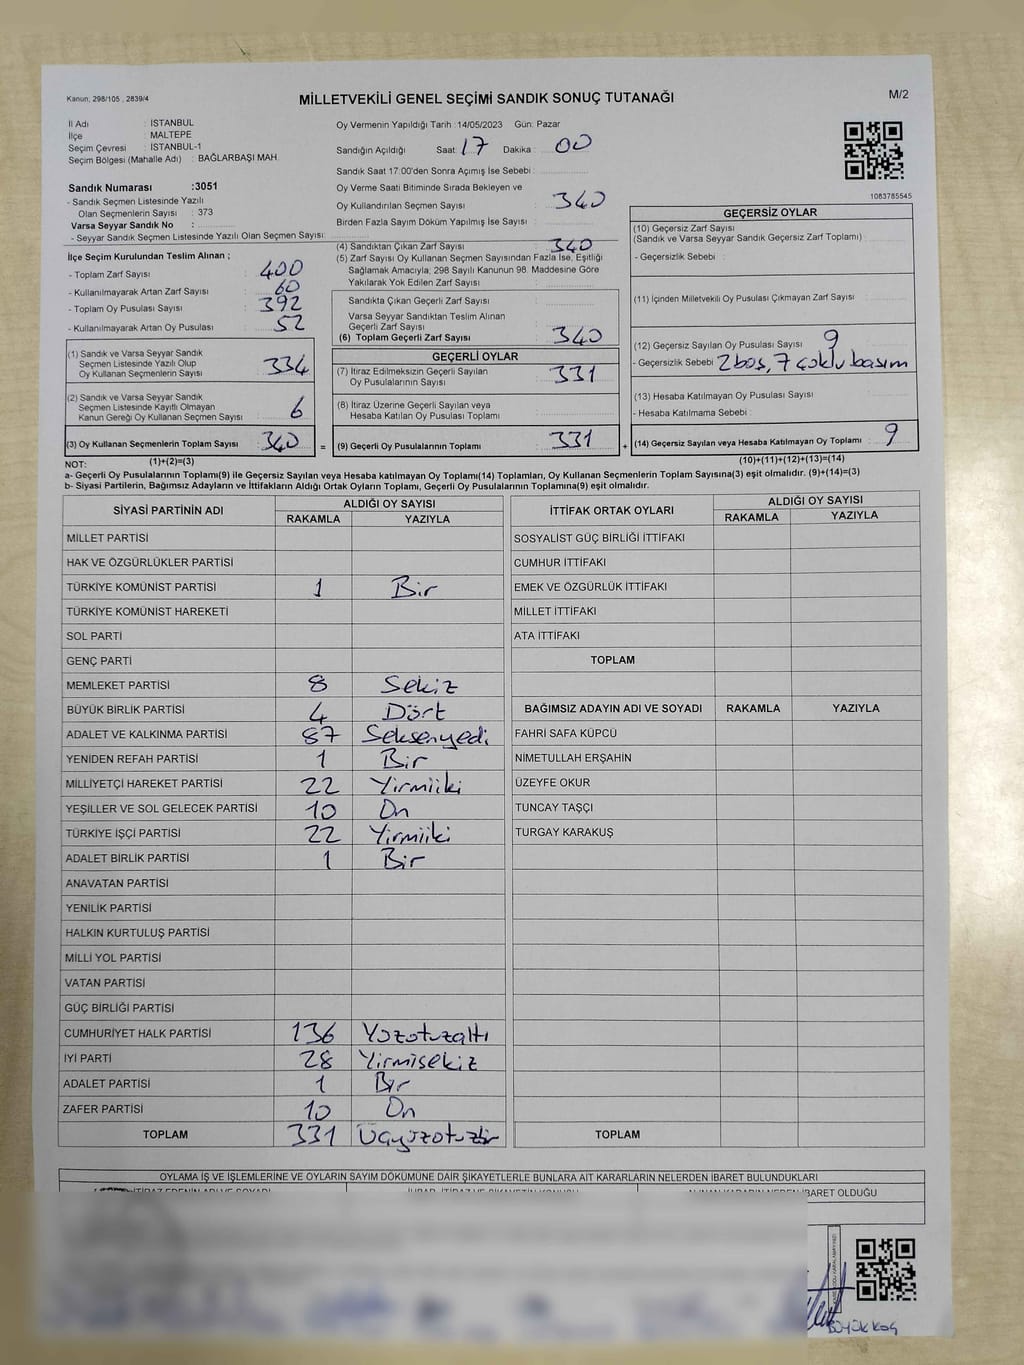 Kanun; 298/105 , 2839/4
MİLLETVEKİLİ GENEL SEÇİMİ SANDIK SONUÇ TUTANAĞI
M/2
İl Adı : İSTANBUL
İlçe : MALTEPE
Seçim Çevresi : İSTANBUL-1
Seçim Bölgesi (Mahalle Adı) : BAĞLARBAŞI MAH.
Sandık Numarası :3051
- Sandık Seçmen Listesinde Yazılı
Olan Seçmenlerin Sayısı : 373
Varsa Seyyar Sandık No :
- Seyyar Sandık Seçmen Listesinde Yazılı Olan Seçmen Sayısı:
Oy Vermenin Yapıldığı Tarih :14/05/2023 Gün: Pazar
Sandığın Açıldığı Saat: 17 Dakika : 00
Sandık Saat 17:00'den Sonra Açımış İse Sebebi :
Oy Verme Saati Bitiminde Sırada Bekleyen ve
Oy Kullandırılan Seçmen Sayısı : 340
Birden Fazla Sayım Döküm Yapılmış İse Sayısı :
1083785545
İlçe Seçim Kurulundan Teslim Alınan ;
- Toplam Zarf Sayısı : 400
- Kullanılmayarak Artan Zarf Sayısı : 60
- Toplam Oy Pusulası Sayısı : 392
- Kullanılmayarak Artan Oy Pusulası : 52
(1) Sandık ve Varsa Seyyar Sandık
Seçmen Listesinde Yazılı Olup
Oy Kullanan Seçmenlerin Sayısı : 334
(2) Sandık ve Varsa Seyyar Sandık
Seçmen Listesinde Kayıtlı Olmayan
Kanun Gereği Oy Kullanan Seçmen Sayısı : 6
(3) Oy Kullanan Seçmenlerin Toplam Sayısı : 340 =
(1)+(2)=(3)
(4) Sandıktan Çıkan Zarf Sayısı : 340
(5) Zarf Sayısı Oy Kullanan Seçmen Sayısından Fazla İse, Eşitliği
Sağlamak Amacıyla; 298 Sayılı Kanunun 98. Maddesine Göre
Yakılarak Yok Edilen Zarf Sayısı :
Sandıkta Çıkan Geçerli Zarf Sayısı :
Varsa Seyyar Sandıktan Teslim Alınan
Geçerli Zarf Sayısı :
(6) Toplam Geçerli Zarf Sayısı : 340
GEÇERLİ OYLAR
(7) İtiraz Edilmeksizin Geçerli Sayılan
Oy Pusulalarının Sayısı : 331
(8) İtiraz Üzerine Geçerli Sayılan veya
Hesaba Katılan Oy Pusulası Toplamı :
(9) Geçerli Oy Pusulalarının Toplamı : 331 +
GEÇERSİZ OYLAR
(10) Geçersiz Zarf Sayısı
(Sandık ve Varsa Seyyar Sandık Geçersiz Zarf Toplamı) :
- Geçersizlik Sebebi :
(11) İçinden Milletvekili Oy Pusulası Çıkmayan Zarf Sayısı :
(12) Geçersiz Sayılan Oy Pusulası Sayısı : 9
- Geçersizlik Sebebi : 2 boş, 7 çoklu basım
(13) Hesaba Katılmayan Oy Pusulası Sayısı :
- Hesaba Katılmama Sebebi :
(14) Geçersiz Sayılan veya Hesaba Katılmayan Oy Toplamı : 9
(10)+(11)+(12)+(13)=(14)
NOT:
a- Geçerli Oy Pusulalarının Toplamı(9) ile Geçersiz Sayılan veya Hesaba katılmayan Oy Toplamı(14) Toplamları, Oy Kullanan Seçmenlerin Toplam Sayısına(3) eşit olmalıdır. (9)+(14)=(3)
b- Siyasi Partilerin, Bağımsız Adayların ve İttifakların Aldığı Ortak Oyların Toplamı, Geçerli Oy Pusulalarının Toplamına(9) eşit olmalıdır.
SİYASİ PARTİNİN ADI ALDIĞI OY SAYISI
RAKAMLA YAZIYLA
MİLLET PARTİSİ
HAK VE ÖZGÜRLÜKLER PARTİSİ
TÜRKİYE KOMÜNİST PARTİSİ 1 Bir
TÜRKİYE KOMÜNİST HAREKETİ
SOL PARTİ
GENÇ PARTİ
MEMLEKET PARTİSİ 8 Sekiz
BÜYÜK BİRLİK PARTİSİ 4 Dört
ADALET VE KALKINMA PARTİSİ 87 Seksenyedi
YENİDEN REFAH PARTİSİ 1 Bir
MİLLİYETÇİ HAREKET PARTİSİ 22 Yirmiiki
YEŞİLLER VE SOL GELECEK PARTİSİ 10 On
TÜRKİYE İŞÇİ PARTİSİ 22 Yirmiiki
ADALET BİRLİK PARTİSİ 1 Bir
ANAVATAN PARTİSİ
YENİLİK PARTİSİ
HALKIN KURTULUŞ PARTİSİ
MİLLİ YOL PARTİSİ
VATAN PARTİSİ
GÜÇ BİRLİĞİ PARTİSİ
CUMHURİYET HALK PARTİSİ 136 Yüzotuzaltı
İYİ PARTİ 28 Yirmisekiz
ADALET PARTİSİ 1 Bir
ZAFER PARTİSİ 10 On
TOPLAM 331 Üçyüzotuzbir
İTTİFAK ORTAK OYLARI ALDIĞI OY SAYISI
RAKAMLA YAZIYLA
SOSYALİST GÜÇ BİRLİĞİ İTTİFAKI
CUMHUR İTTİFAKI
EMEK VE ÖZGÜRLÜK İTTİFAKI
MİLLET İTTİFAKI
ATA İTTİFAKI
TOPLAM
BAĞIMSIZ ADAYIN ADI VE SOYADI RAKAMLA YAZIYLA
FAHRİ SAFA KÜPCÜ
NİMETULLAH ERŞAHİN
ÜZEYFE OKUR
TUNCAY TAŞÇI
TURGAY KARAKUŞ
TOPLAM
OYLAMA İŞ VE İŞLEMLERİNE VE OYLARIN SAYIM DÖKÜMÜNE DAİR ŞİKAYETLERLE BUNLARA AİT KARARLARIN NELERDEN İBARET BULUNDUKLARI
İBARET OLDUĞU